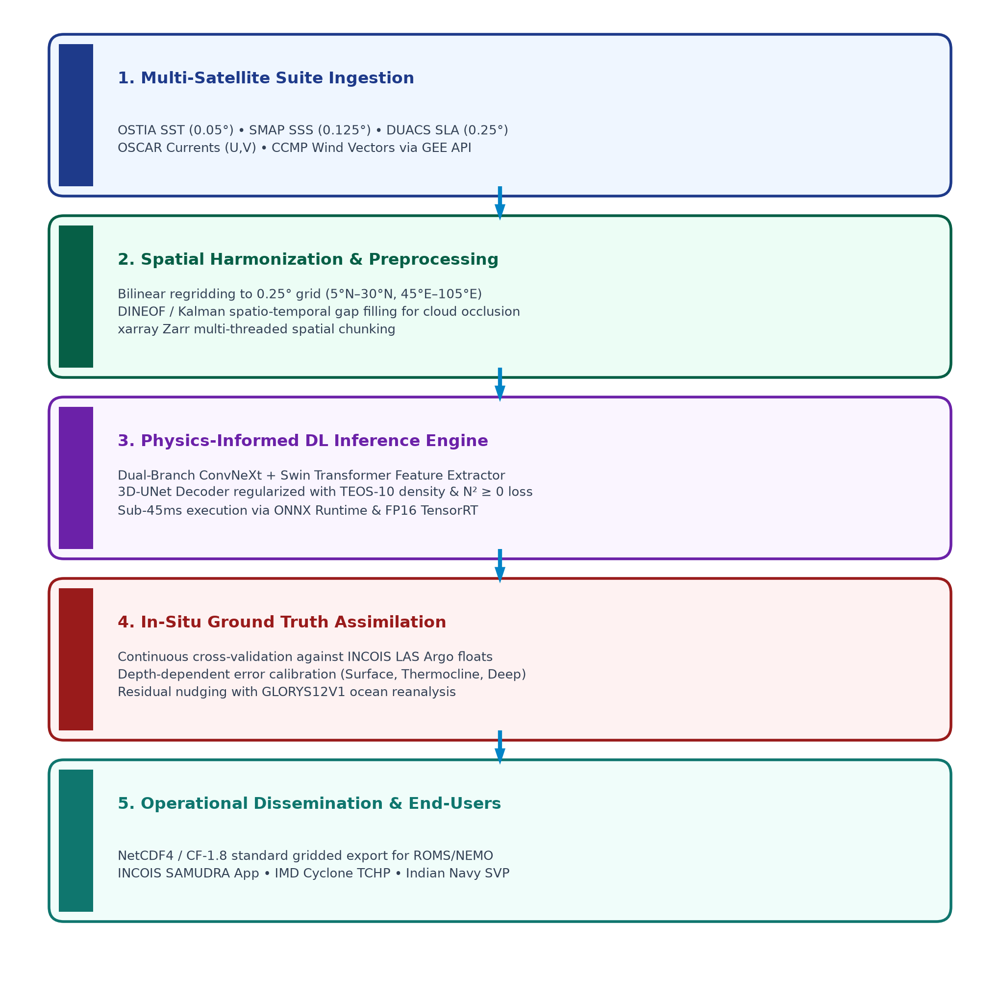 1. Multi-Satellite Suite Ingestion
OSTIA SST (0.05°) • SMAP SSS (0.125°) • DUACS SLA (0.25°)
OSCAR Currents (U,V) • CCMP Wind Vectors via GEE API
2. Spatial Harmonization & Preprocessing
Bilinear regridding to 0.25° grid (5°N–30°N, 45°E–105°E)
DINEOF / Kalman spatio-temporal gap filling for cloud occlusion
xarray Zarr multi-threaded spatial chunking
3. Physics-Informed DL Inference Engine
Dual-Branch ConvNeXt + Swin Transformer Feature Extractor
3D-UNet Decoder regularized with TEOS-10 density & N² ≥ 0 loss
Sub-45ms execution via ONNX Runtime & FP16 TensorRT
4. In-Situ Ground Truth Assimilation
Continuous cross-validation against INCOIS LAS Argo floats
Depth-dependent error calibration (Surface, Thermocline, Deep)
Residual nudging with GLORYS12V1 ocean reanalysis
5. Operational Dissemination & End-Users
NetCDF4 / CF-1.8 standard gridded export for ROMS/NEMO
INCOIS SAMUDRA App • IMD Cyclone TCHP • Indian Navy SVP